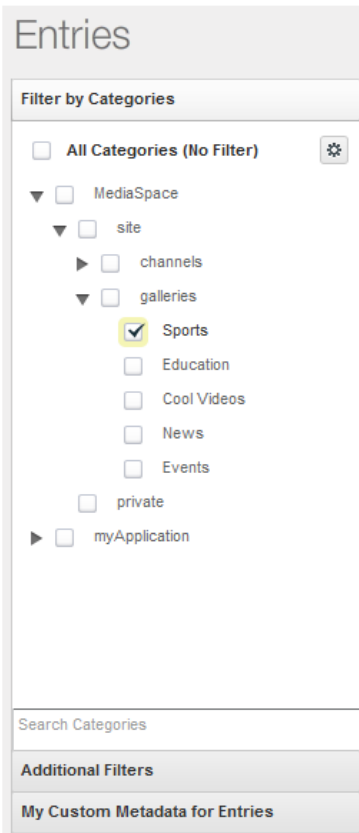 Entries
Filter by Categories
All Categories (No Filter)
MediaSpace
site
channels
galleries
Sports
Education
Cool Videos
News
Events
private
myApplication
Search Categories
Additional Filters
My Custom Metadata for Entries